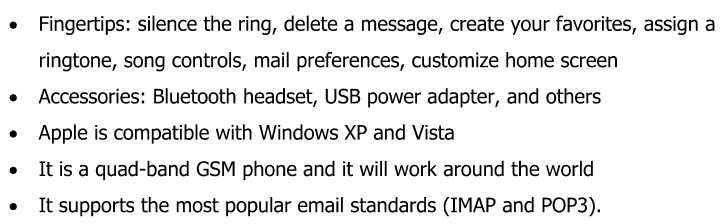 • Fingertips: silence the ring, delete a message, create your favorites, assign a
ringtone, song controls, mail preferences, customize home screen
• Accessories: Bluetooth headset, USB power adapter, and others
• Apple is compatible with Windows XP and Vista
• It is a quad-band GSM phone and it will work around the world
• It supports the most popular email standards (IMAP and POP3).